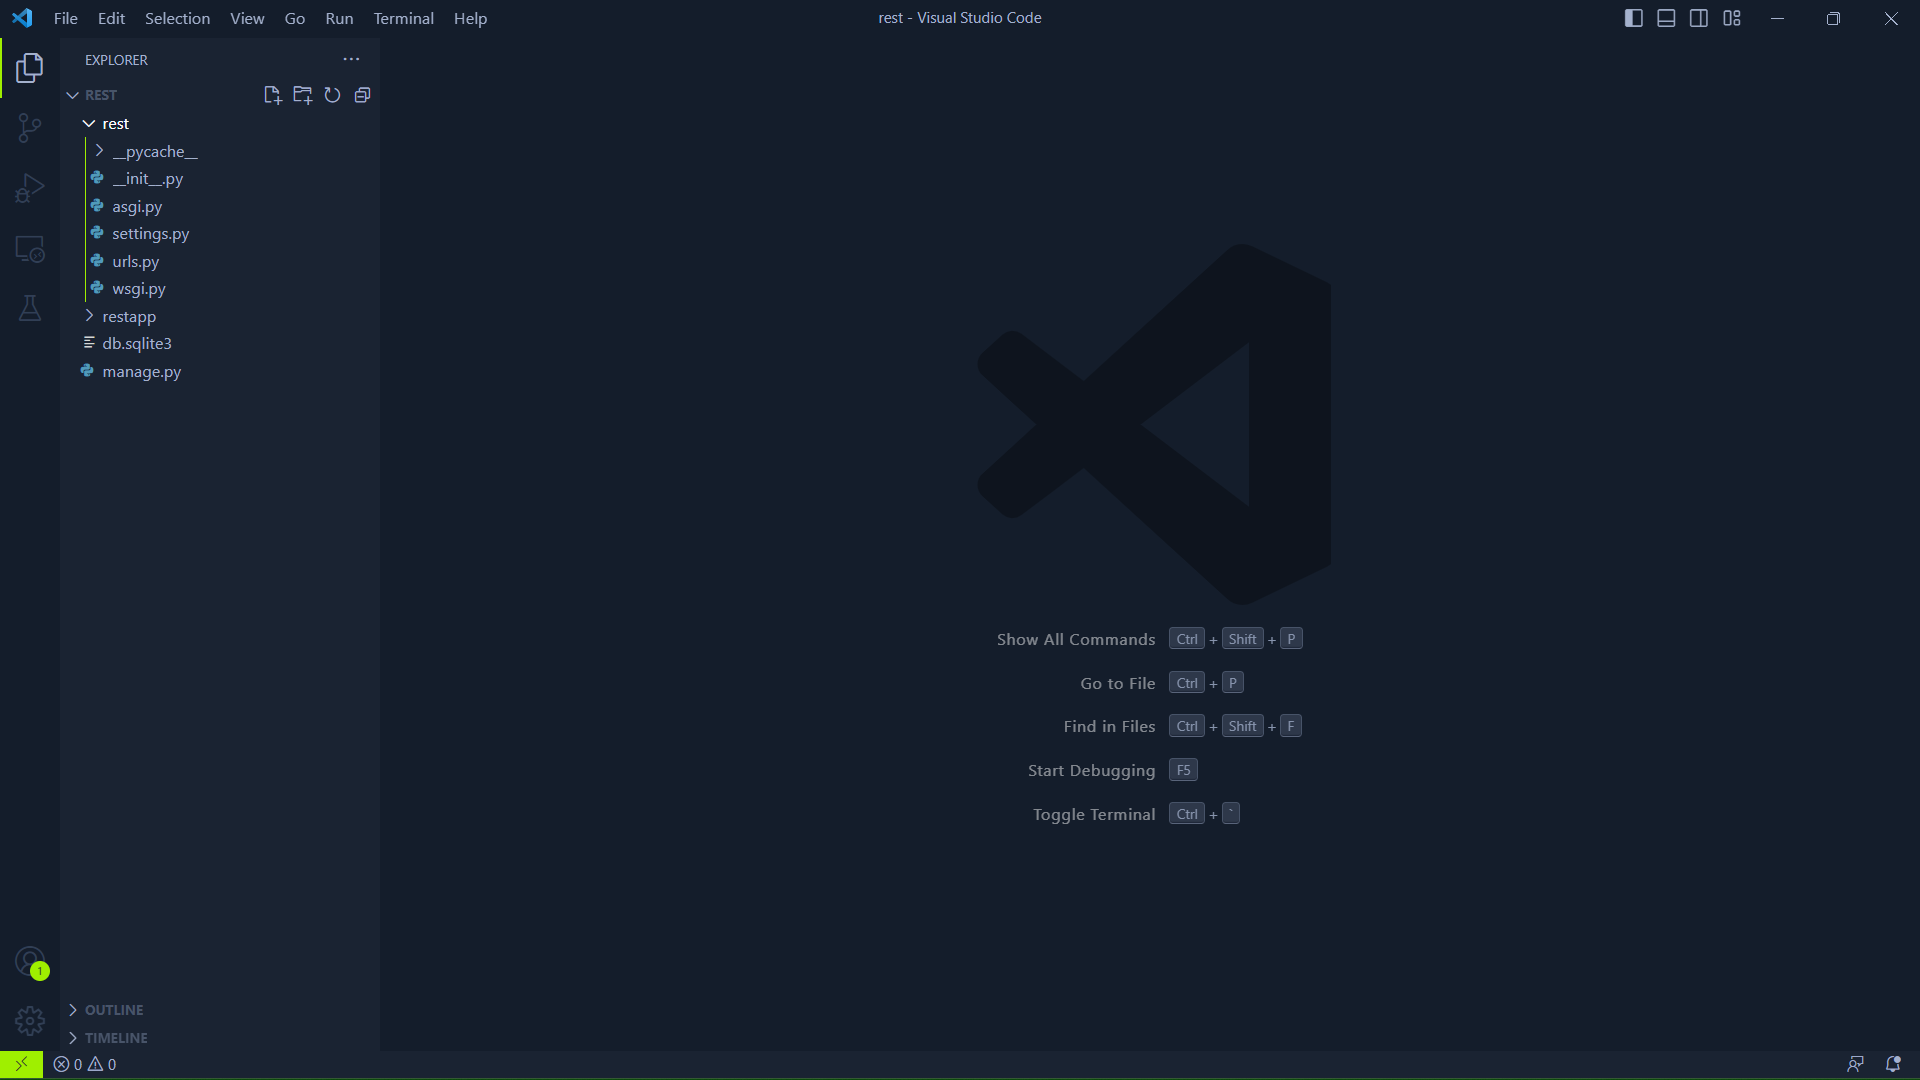 File Edit Selection View Go Run Terminal Help
rest - Visual Studio Code
EXPLORER
REST
rest
__pycache__
__init__.py
asgi.py
settings.py
urls.py
wsgi.py
restapp
db.sqlite3
manage.py
Show All Commands Ctrl + Shift + P
Go to File Ctrl + P
Find in Files Ctrl + Shift + F
Start Debugging F5
Toggle Terminal Ctrl + `
1
OUTLINE
TIMELINE
0 0